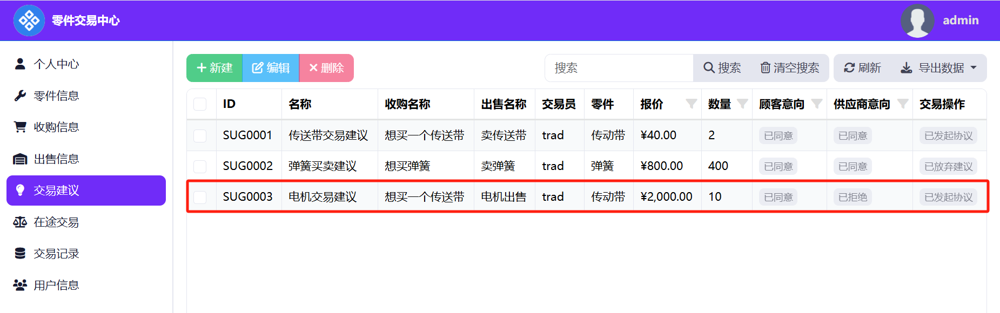 零件交易中心
admin
个人中心
零件信息
收购信息
出售信息
交易建议
在途交易
交易记录
用户信息
新建 编辑 删除 搜索 搜索 清空搜索 刷新 导出数据
ID 名称 收购名称 出售名称 交易员 零件 报价 数量 顾客意向 供应商意向 交易操作
SUG0001 传送带交易建议 想买一个传送带 卖传送带 trad 传动带 ¥40.00 2 已同意 已同意 已发起协议
SUG0002 弹簧买卖建议 想买弹簧 卖弹簧 trad 弹簧 ¥800.00 400 已同意 已同意 已放弃建议
SUG0003 电机交易建议 想买一个传送带 电机出售 trad 传动带 ¥2,000.00 10 已同意 已拒绝 已发起协议